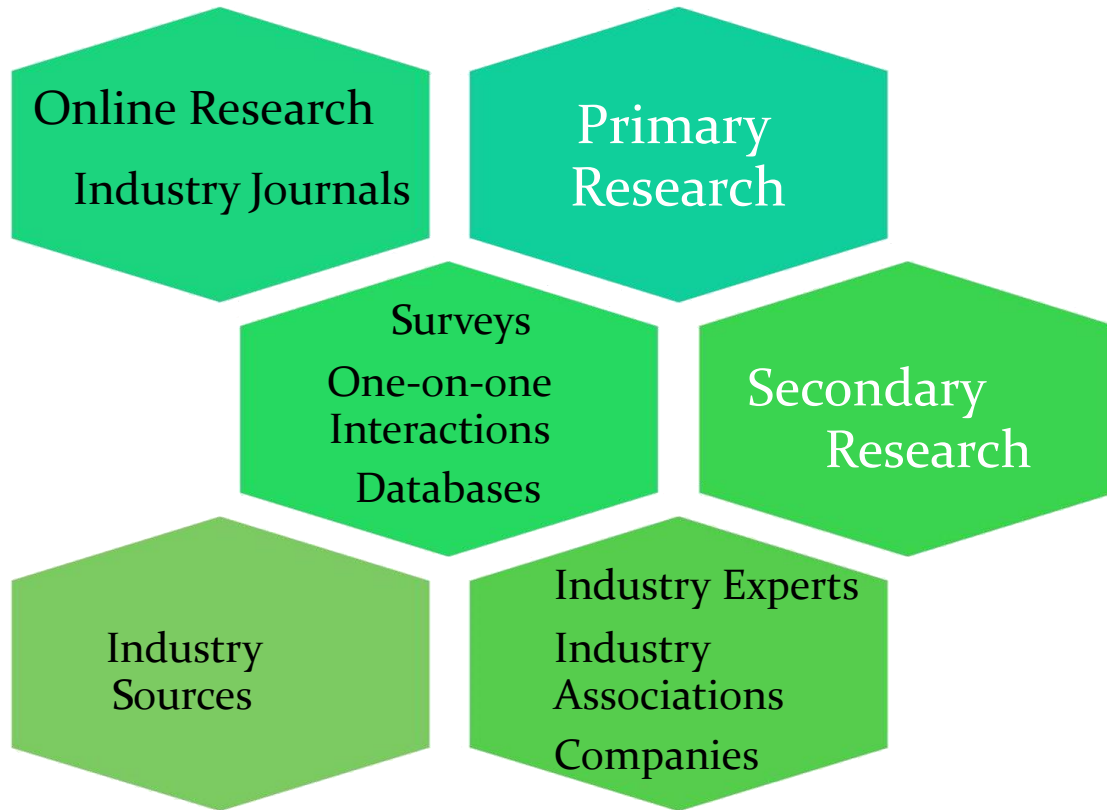 Online Research
Industry Journals
Primary
Research
Surveys
One-on-one
Interactions
Databases
Secondary
Research
Industry
Sources
Industry Experts
Industry
Associations
Companies